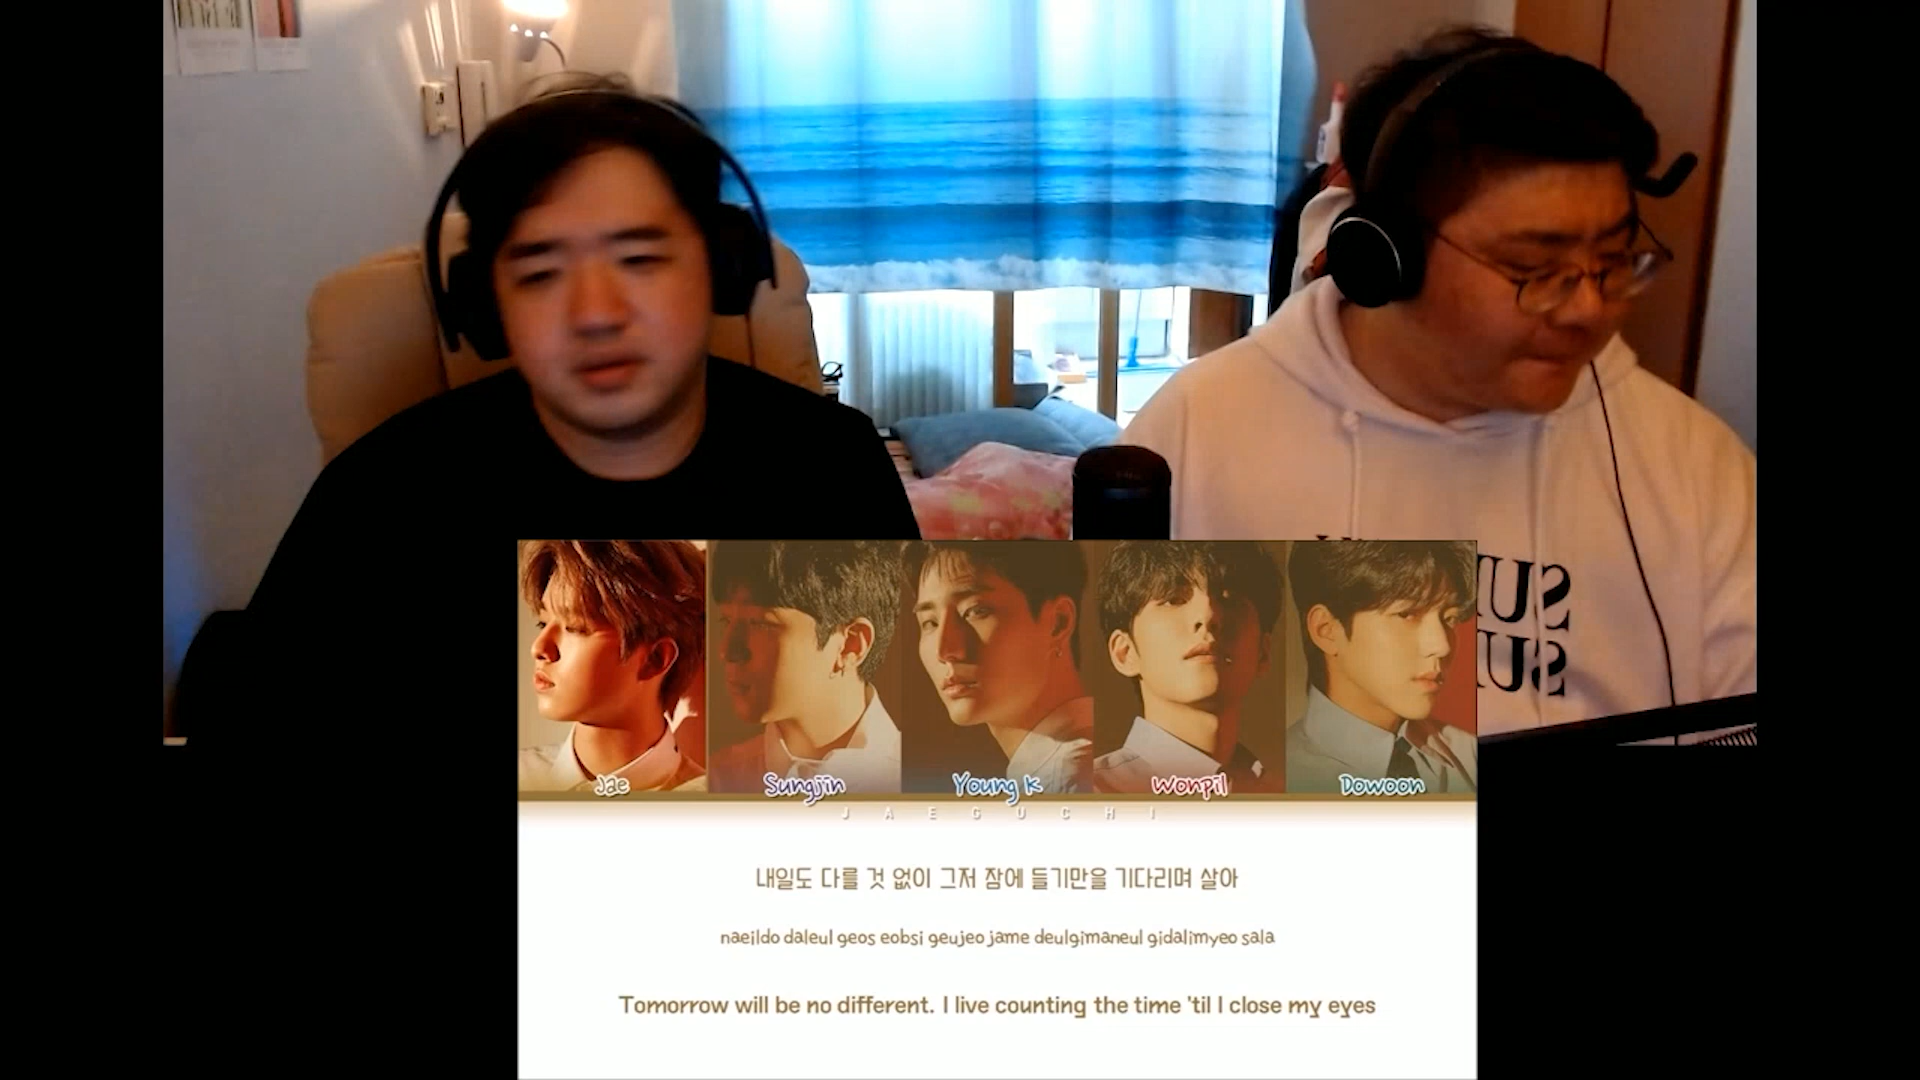 Jae Sungjin Young K Wonpil Dowoon
J A E G U C H I
내일도 다를 것 없이 그저 잠에 들기만을 기다리며 살아
naeildo daleul geos eobsi geujeo jame deulgimaneul gidalimyeo sala
Tomorrow will be no different. I live counting the time 'til I close my eyes